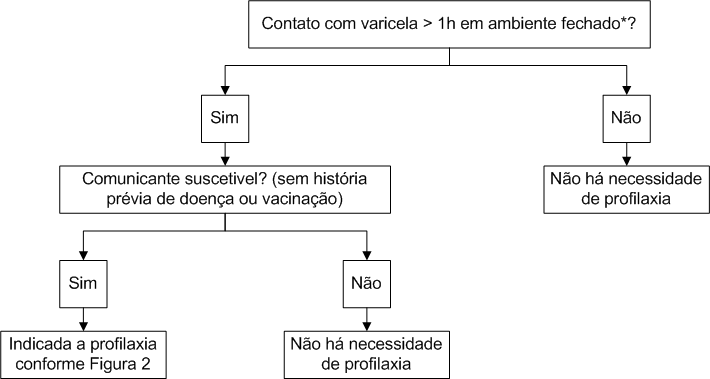 Contato com varicela > 1h em ambiente fechado*?
Sim
Não
Comunicante suscetivel? (sem história
prévia de doença ou vacinação)
Não há necessidade
de profilaxia
Sim
Não
Indicada a profilaxia
conforme Figura 2
Não há necessidade
de profilaxia